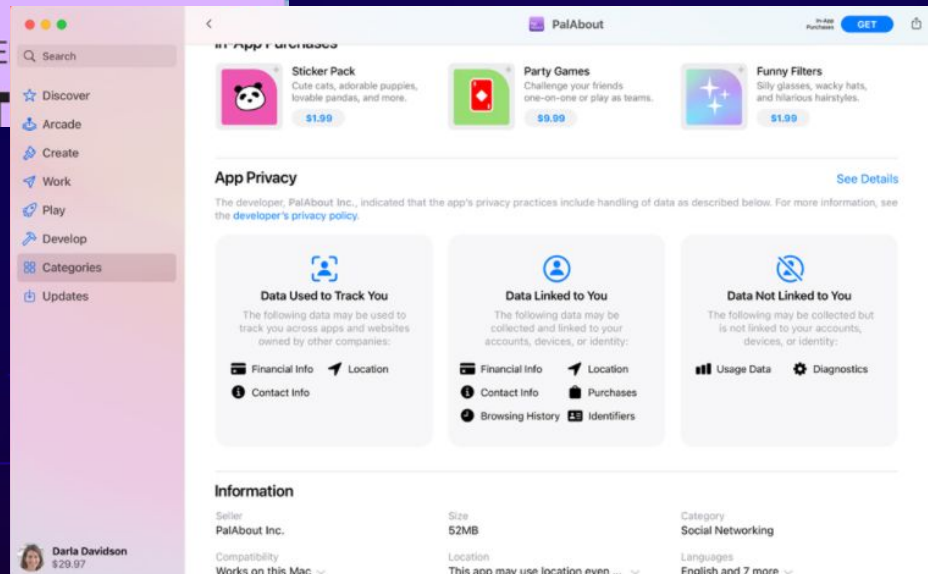 PalAbout
In-App
Purchases
GET
Search
Discover
Arcade
Create
Work
Play
Develop
Categories
Updates
Darla Davidson
$29.97
In-App Purchases
Sticker Pack
Cute cats, adorable puppies,
lovable pandas, and more.
$1.99
Party Games
Challenge your friends
one-on-one or play as teams.
$9.99
Funny Filters
Silly glasses, wacky hats,
and hilarious hairstyles.
$1.99
App Privacy
See Details
The developer, PalAbout Inc., indicated that the app's privacy practices include handling of data as described below. For more information, see
the developer's privacy policy.
Data Used to Track You
The following data may be used to
track you across apps and websites
owned by other companies:
Financial Info
Location
Contact Info
Data Linked to You
The following data may be
collected and linked to your
accounts, devices, or identity:
Financial Info
Location
Contact Info
Purchases
Browsing History
Identifiers
Data Not Linked to You
The following may be collected but
is not linked to your accounts,
devices, or identity:
Usage Data
Diagnostics
Information
Seller
PalAbout Inc.
Size
52MB
Category
Social Networking
Compatibility
Works on this Mac
Location
This app may use location even ...
Languages
English and 7 more